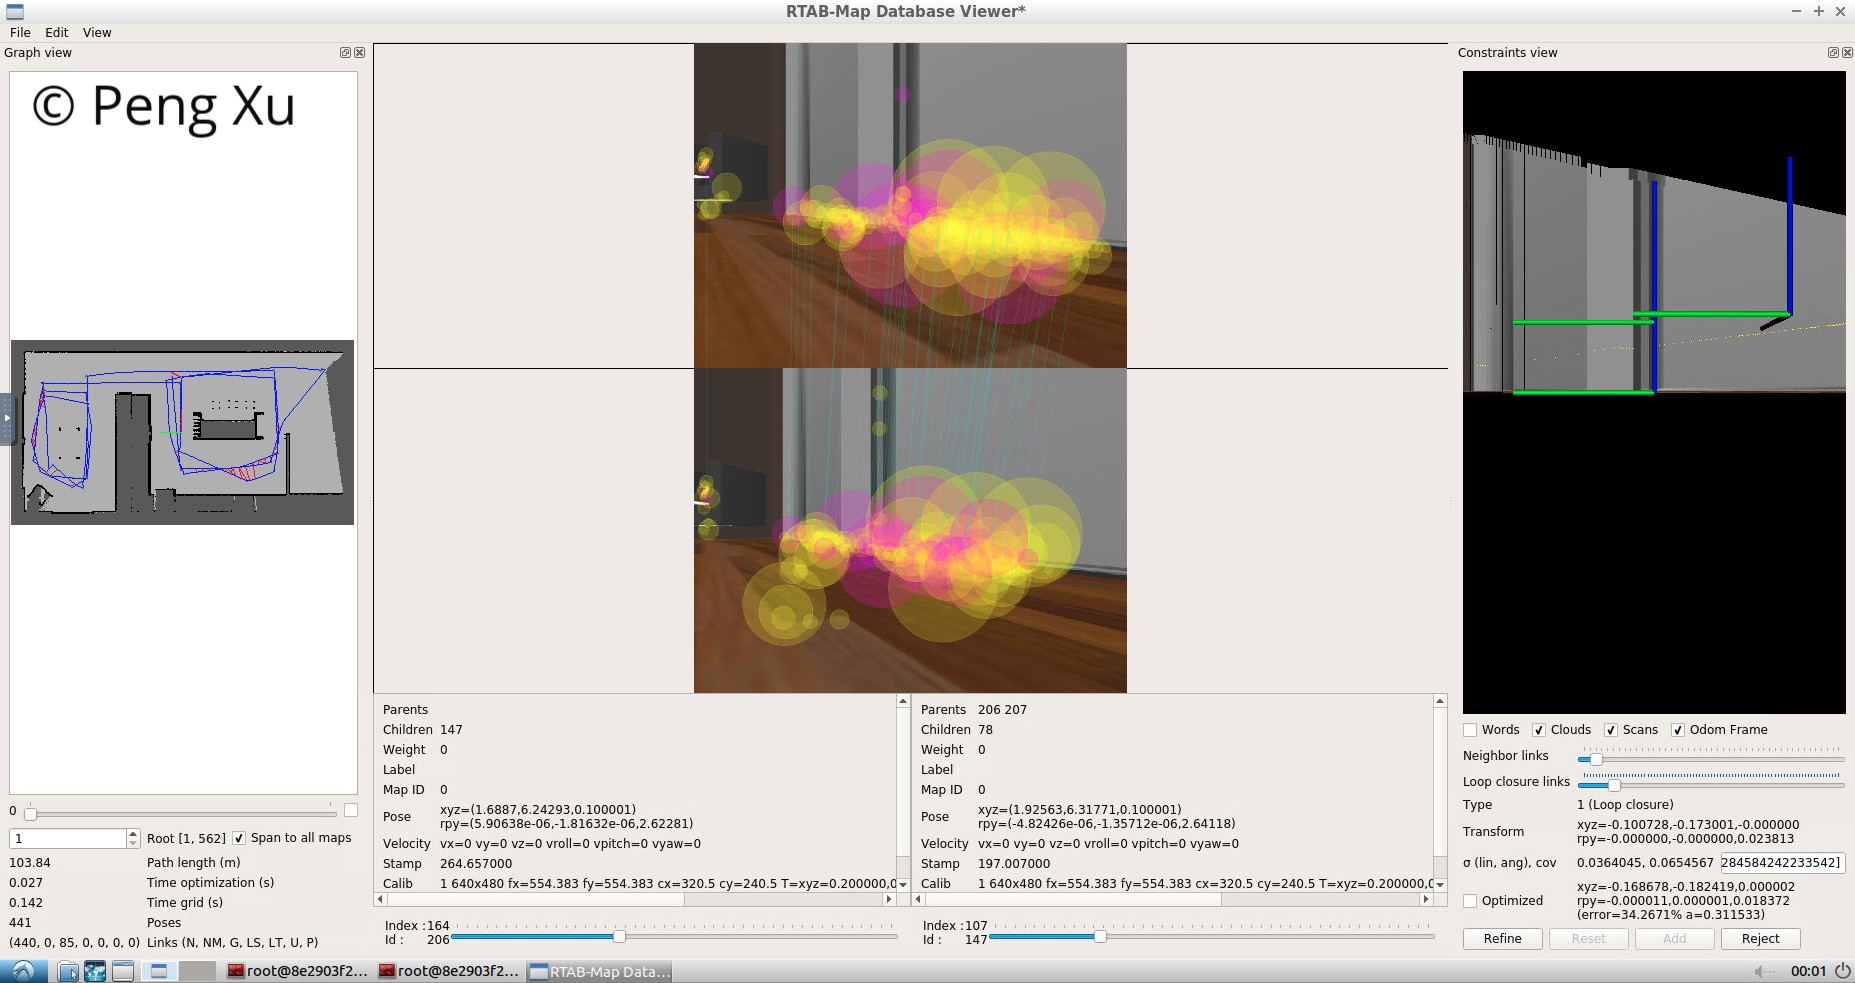 RTAB-Map Database Viewer*
File Edit View
Graph view
Constraints view
© Peng Xu
0
1
Root [1, 562]
Span to all maps
103.84 Path length (m)
0.027 Time optimization (s)
0.142 Time grid (s)
441 Poses
(440, 0, 85, 0, 0, 0, 0) Links (N, NM, G, LS, LT, U, P)
Parents
Children 147
Weight 0
Label
Map ID 0
Pose xyz=(1.6887,6.24293,0.100001)
rpy=(5.90638e-06,-1.81632e-06,2.62281)
Velocity vx=0 vy=0 vz=0 vroll=0 vpitch=0 vyaw=0
Stamp 264.657000
Calib 1 640x480 fx=554.383 fy=554.383 cx=320.5 cy=240.5 T=xyz=0.200000,0
Index :164
Id : 206
Parents 206 207
Children 78
Weight 0
Label
Map ID 0
Pose xyz=(1.92563,6.31771,0.100001)
rpy=(-4.82426e-06,-1.35712e-06,2.64118)
Velocity vx=0 vy=0 vz=0 vroll=0 vpitch=0 vyaw=0
Stamp 197.007000
Calib 1 640x480 fx=554.383 fy=554.383 cx=320.5 cy=240.5 T=xyz=0.200000,0
Index :107
Id : 147
Words Clouds Scans Odom Frame
Neighbor links
Loop closure links
Type 1 (Loop closure)
Transform xyz=-0.100728,-0.173001,-0.000000
rpy=-0.000000,-0.000000,0.023813
σ (lin, ang), cov 0.0364045, 0.0654567 284584242233542]
Optimized xyz=-0.168678,-0.182419,0.000002
rpy=-0.000011,0.000001,0.018372
(error=34.2671% a=0.311533)
Refine Reset Add Reject
root@8e2903f2... root@8e2903f2... RTAB-Map Data... 00:01